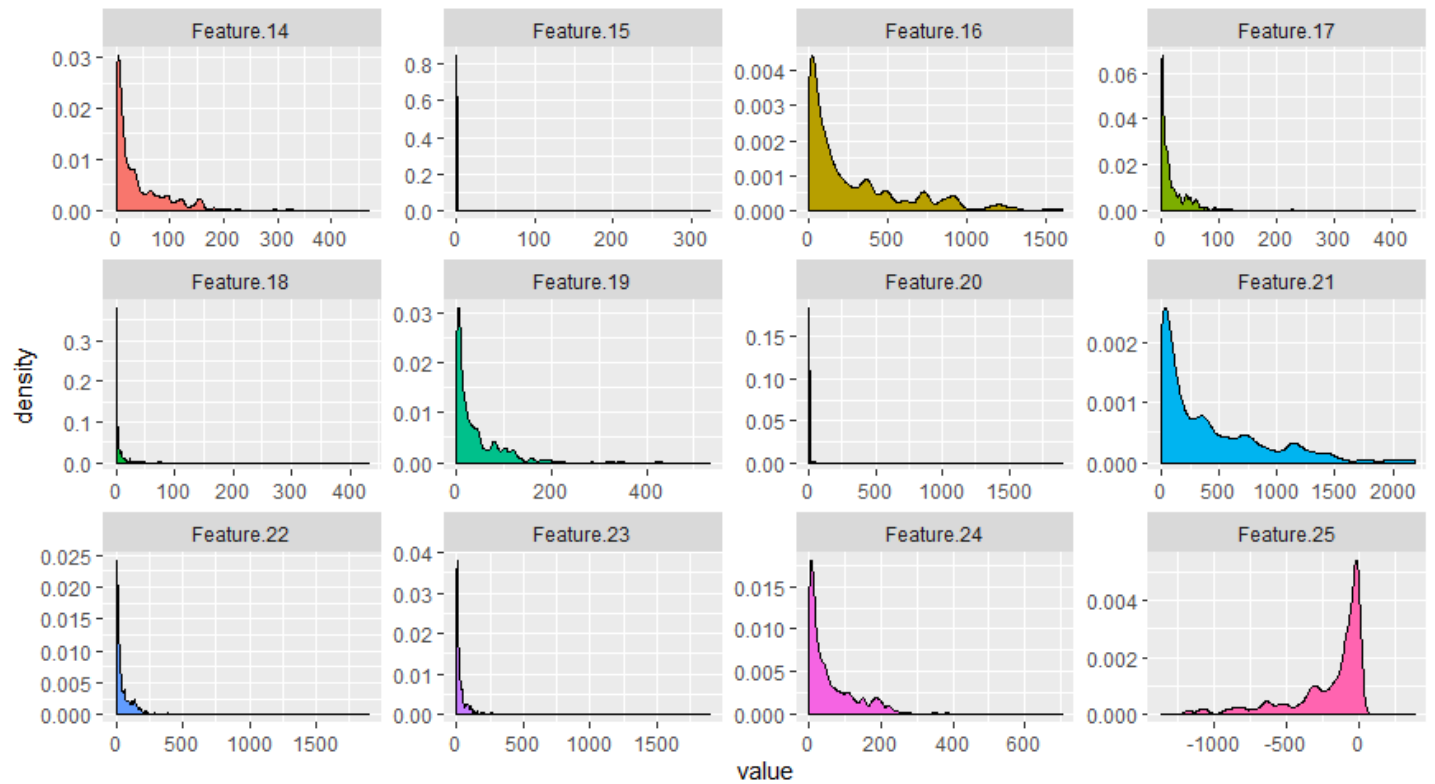 Feature.14 Feature.15 Feature.16 Feature.17
0.03 0.02 0.01 0.00
0.8 0.6 0.4 0.2 0.0
0.004 0.003 0.002 0.001 0.000
0.06 0.04 0.02 0.00
0 100 200 300 400
0 100 200 300
0 500 1000 1500
0 100 200 300 400
Feature.18 Feature.19 Feature.20 Feature.21
0.3 0.2 0.1 0.0
0.03 0.02 0.01 0.00
0.15 0.10 0.05 0.00
0.002 0.001 0.000
0 100 200 300 400
0 200 400
0 500 1000 1500
0 500 1000 1500 2000
Feature.22 Feature.23 Feature.24 Feature.25
0.025 0.020 0.015 0.010 0.005 0.000
0.04 0.03 0.02 0.01 0.00
0.015 0.010 0.005 0.000
0.004 0.002 0.000
0 500 1000 1500
0 500 1000 1500
0 200 400 600
-1000 -500 0
density
value